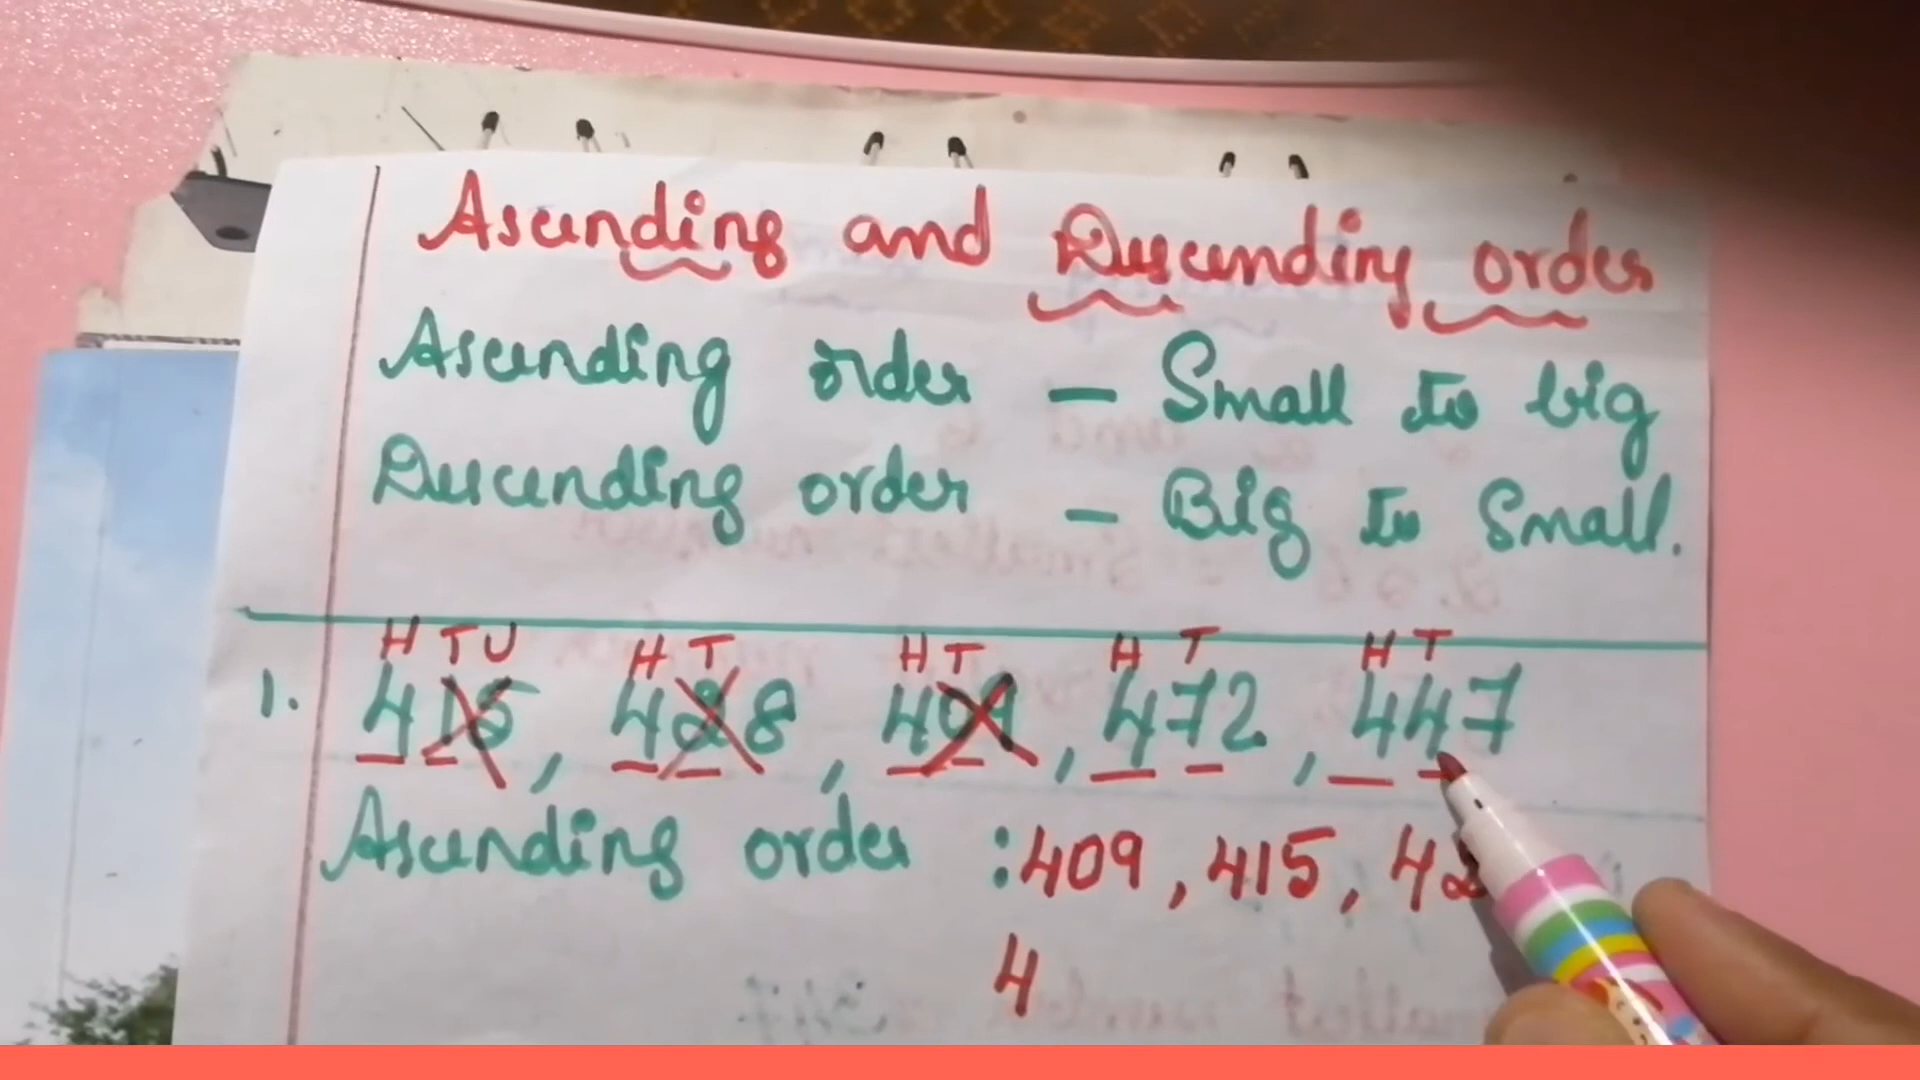 Ascending and Descending order
Ascending order - Small to big
Descending order - Big to Small.
H T U H T H T H T H T
1. 415, 428, 409, 472, 447
Ascending order : 409, 415, 42
4